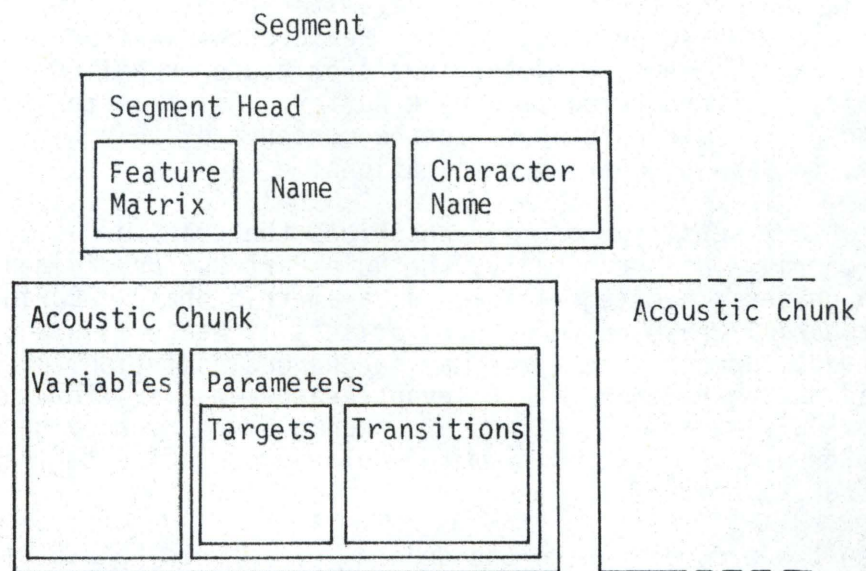 Segment
Segment Head
Feature
Matrix
Name
Character
Name
Acoustic Chunk
Variables
Parameters
Targets
Transitions
Acoustic Chunk